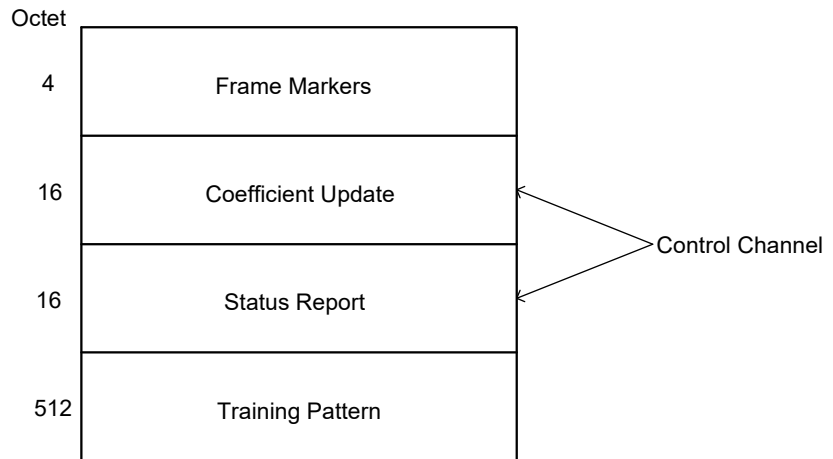 Octet
4
Frame Markers
16
Coefficient Update
Control Channel
16
Status Report
512
Training Pattern